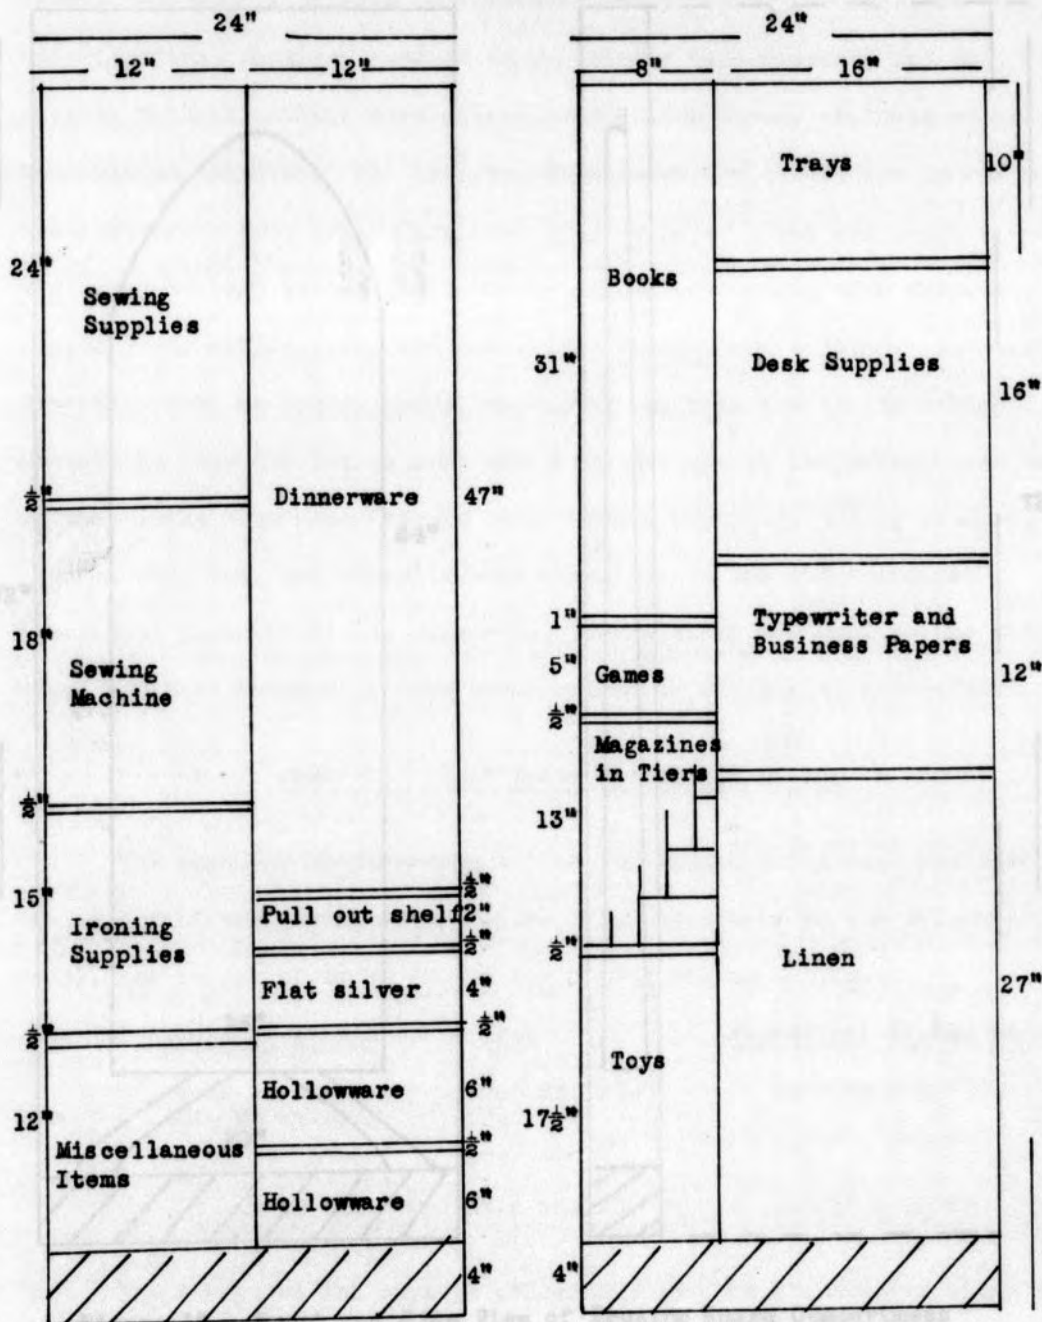 24"
12" 12"
24"
Sewing
Supplies
½"
18"
Sewing
Machine
½"
15"
Ironing
Supplies
½"
12"
Miscellaneous
Items
Dinnerware 47"
½"
Pull out shelf 2"
½"
Flat silver 4"
½"
Hollowware 6"
½"
Hollowware 6"
4"
24"
8" 16"
Books
31"
1"
5" Games
½"
Magazines
in Tiers
13"
½"
Toys
17½"
4"
Trays 10"
Desk Supplies 16"
Typewriter and
Business Papers
12"
Linen
27"